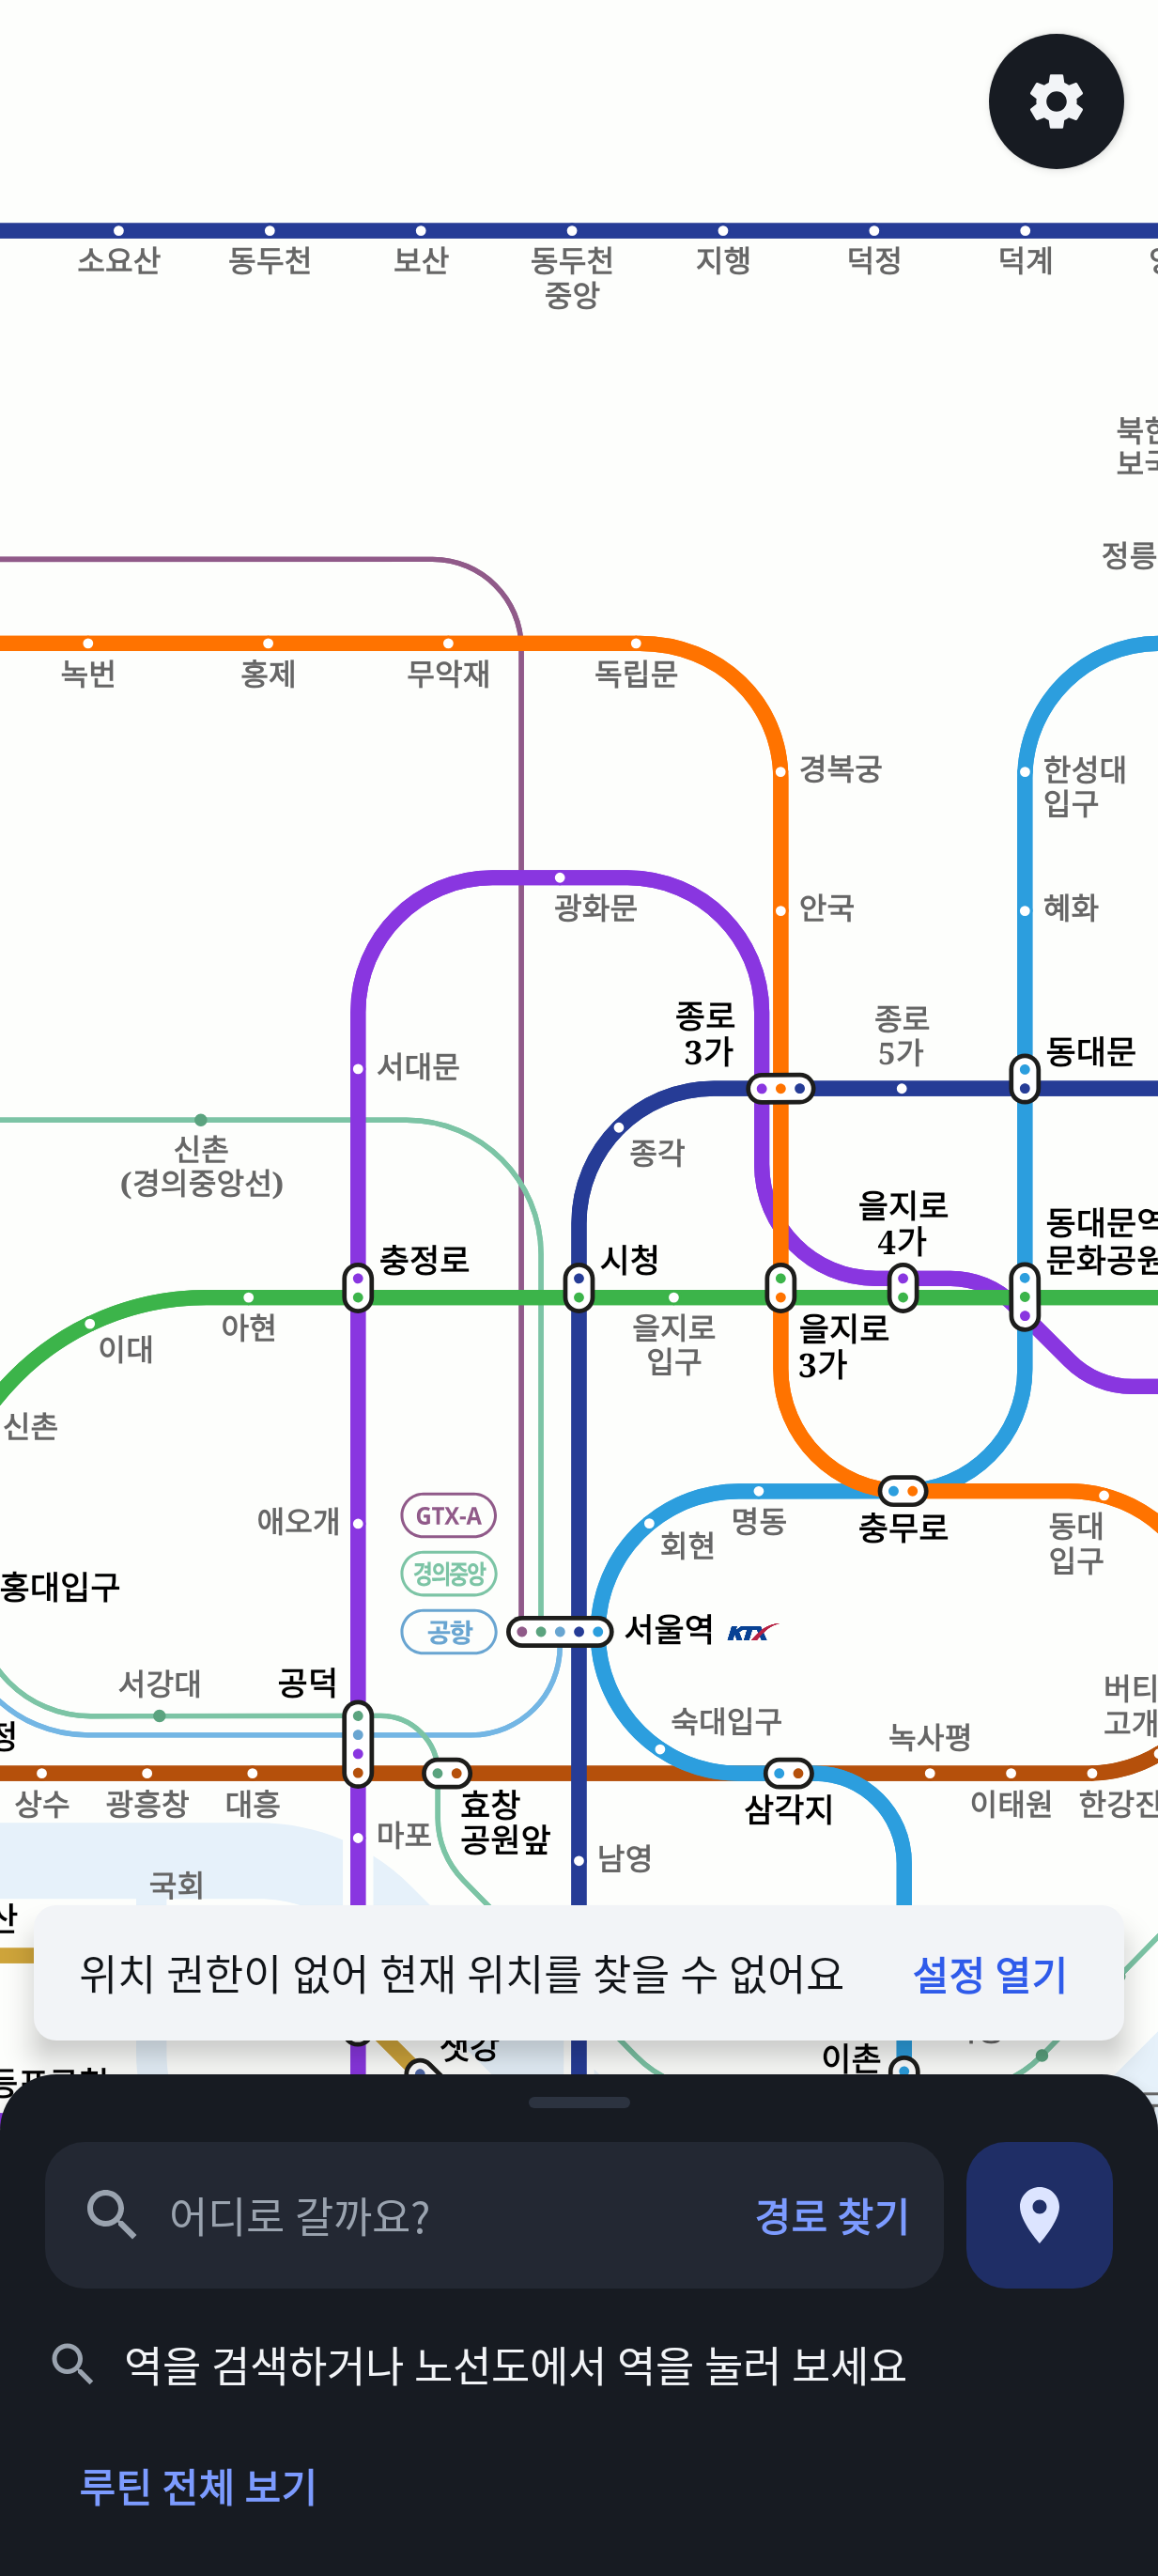 소요산
동두천
보산
동두천
중앙
지행
덕정
덕계
정릉
녹번
홍제
무악재
독립문
경복궁
한성대
입구
광화문
안국
혜화
종로
3가
종로
5가
동대문
서대문
종각
신촌
(경의중앙선)
을지로
4가
동대문역
문화공원
충정로
시청
이대
아현
을지로
입구
을지로
3가
신촌
애오개
GTX-A
경의중앙
공항
회현
명동
충무로
동대
입구
홍대입구
서울역 KTX
서강대
공덕
숙대입구
녹사평
버티
고개
상수
광흥창
대흥
효창
공원앞
삼각지
이태원
한강진
마포
남영
국회
위치 권한이 없어 현재 위치를 찾을 수 없어요
설정 열기
샛강
이촌
어디로 갈까요?
경로 찾기
역을 검색하거나 노선도에서 역을 눌러 보세요
루틴 전체 보기